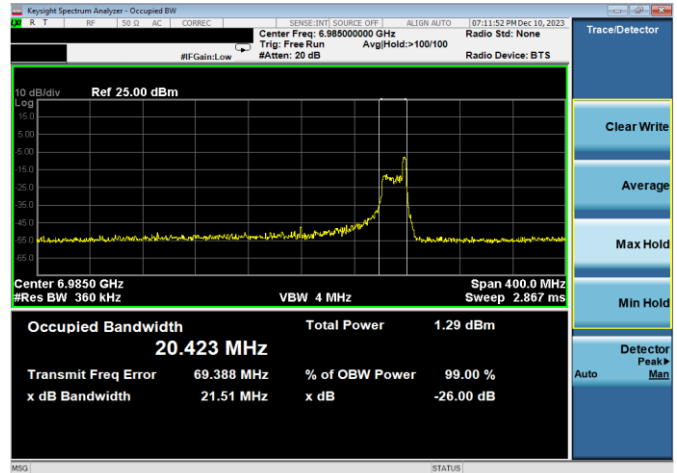 Keysight Spectrum Analyzer - Occupied BW
R T RF 50 Ω AC CORREC SENSE:INT SOURCE OFF ALIGN AUTO 07:11:52 PM Dec 10, 2023
Center Freq: 6.985000000 GHz Radio Std: None
Trig: Free Run Avg|Hold:>100/100
#IFGain:Low #Atten: 20 dB Radio Device: BTS
Trace/Detector
10 dB/div Ref 25.00 dBm
Log
15.0
5.00
-5.00
-15.0
-25.0
-35.0
-45.0
-55.0
-65.0
Center 6.9850 GHz Span 400.0 MHz
#Res BW 360 kHz VBW 4 MHz Sweep 2.867 ms
Occupied Bandwidth Total Power 1.29 dBm
20.423 MHz
Transmit Freq Error 69.388 MHz % of OBW Power 99.00 %
x dB Bandwidth 21.51 MHz x dB -26.00 dB
Clear Write
Average
Max Hold
Min Hold
Detector
Peak▶
Auto Man
MSG STATUS